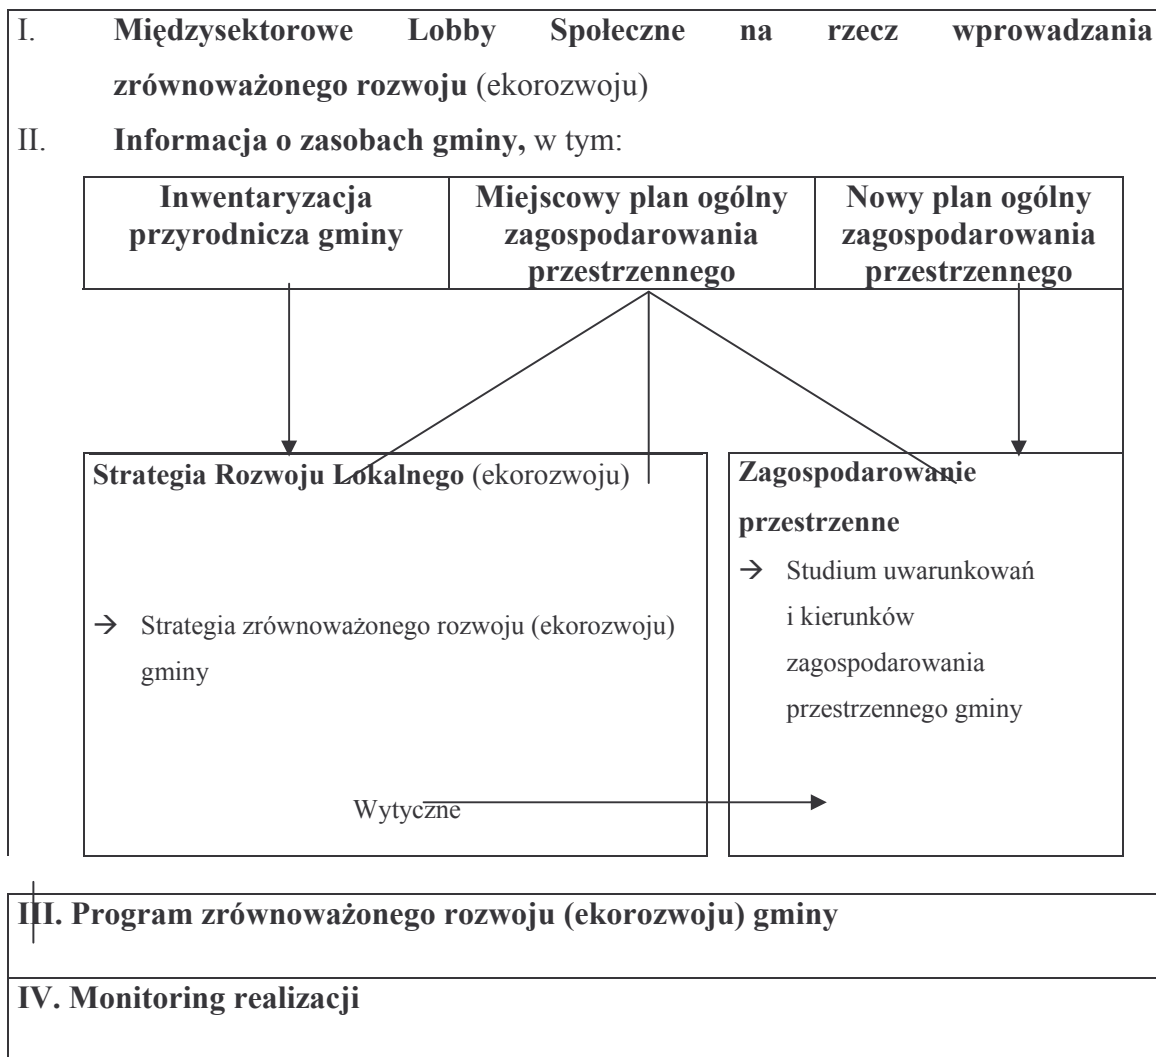 I. Międzysektorowe Lobby Społeczne na rzecz wprowadzania
zrównoważonego rozwoju (ekorozwoju)
II. Informacja o zasobach gminy, w tym:
Inwentaryzacja
przyrodnicza gminy
Miejscowy plan ogólny
zagospodarowania
przestrzennego
Nowy plan ogólny
zagospodarowania
przestrzennego
Strategia Rozwoju Lokalnego (ekorozwoju)
→ Strategia zrównoważonego rozwoju (ekorozwoju)
gminy
Wytyczne
Zagospodarowanie
przestrzenne
→ Studium uwarunkowań
i kierunków
zagospodarowania
przestrzennego gminy
III. Program zrównoważonego rozwoju (ekorozwoju) gminy
IV. Monitoring realizacji